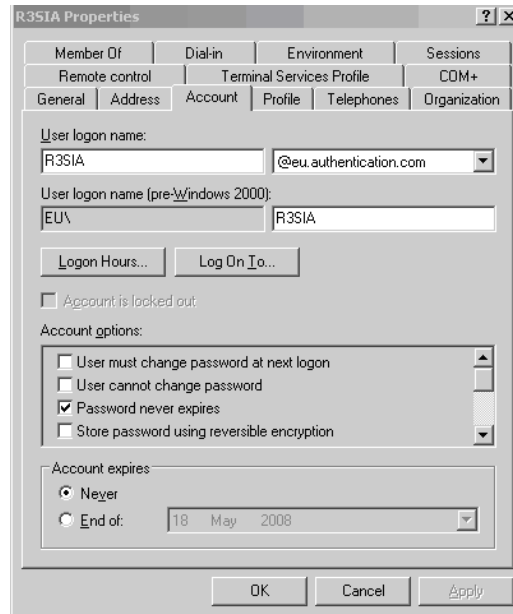 R3SIA Properties ? X
Member Of Dial-in Environment Sessions
Remote control Terminal Services Profile COM+
General Address Account Profile Telephones Organization
User logon name:
R3SIA @eu.authentication.com
User logon name (pre-Windows 2000):
EU\ R3SIA
Logon Hours... Log On To...
Account is locked out
Account options:
User must change password at next logon
User cannot change password
Password never expires
Store password using reversible encryption
Account expires
Never
End of: 18 May 2008
OK Cancel Apply